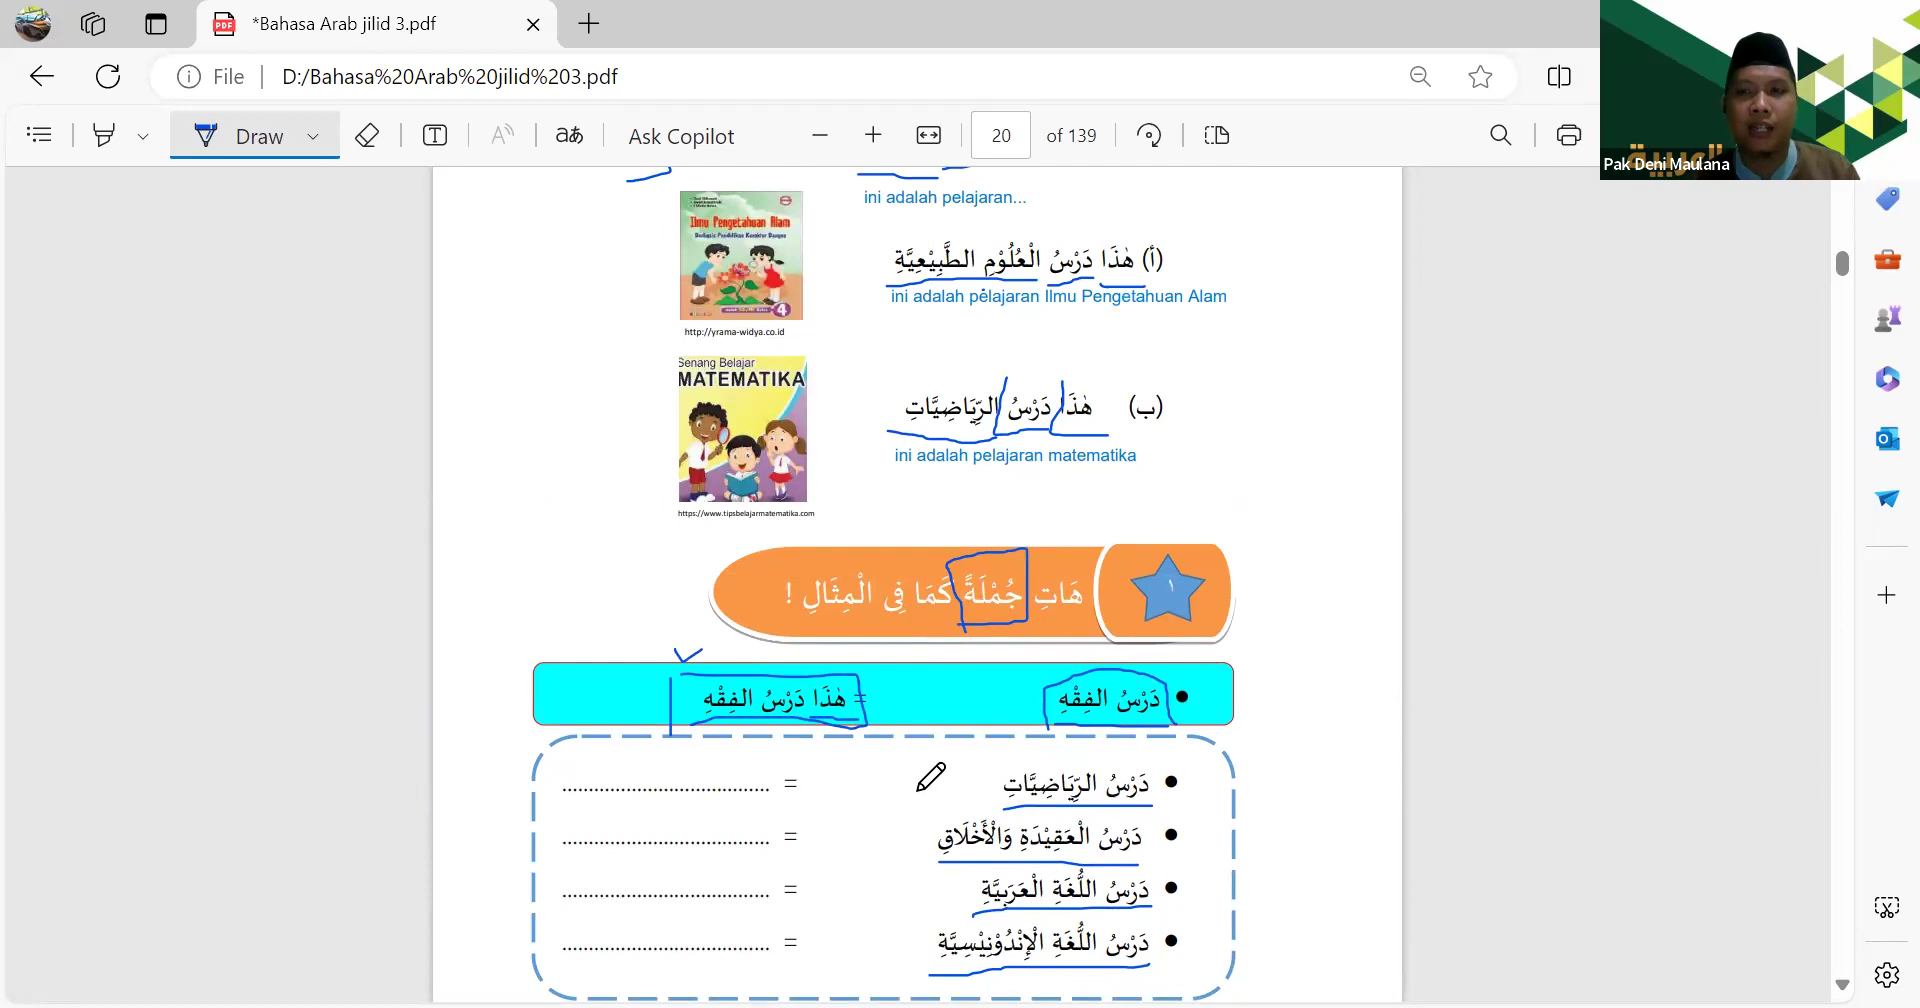 *Bahasa Arab jilid 3.pdf
File
D:/Bahasa%20Arab%20jilid%203.pdf
Draw
Ask Copilot
20 of 139
Pak Deni Maulana
العربية
ini adalah pelajaran...
Ilmu Pengetahuan Alam
4
http://yrama-widya.co.id
(أ) هٰذَا دَرْسُ الْعُلُوْمِ الطَّبِيْعِيَّةِ
ini adalah pelajaran Ilmu Pengetahuan Alam
Senang Belajar
MATEMATIKA
https://www.tipsbelajarmatematika.com
(ب) هٰذَا دَرْسُ الرِّيَاضِيَّاتِ
ini adalah pelajaran matematika
١
هَاتِ جُمْلَةً كَمَا فِى الْمِثَالِ !
• دَرْسُ الفِقْهِ = هٰذَا دَرْسُ الفِقْهِ
• دَرْسُ الرِّيَاضِيَّاتِ = ....................................
• دَرْسُ الْعَقِيْدَةِ وَالْأَخْلَاقِ = ....................................
• دَرْسُ اللُّغَةِ الْعَرَبِيَّةِ = ....................................
• دَرْسُ اللُّغَةِ الْإِنْدُوْنِيْسِيَّةِ = ....................................